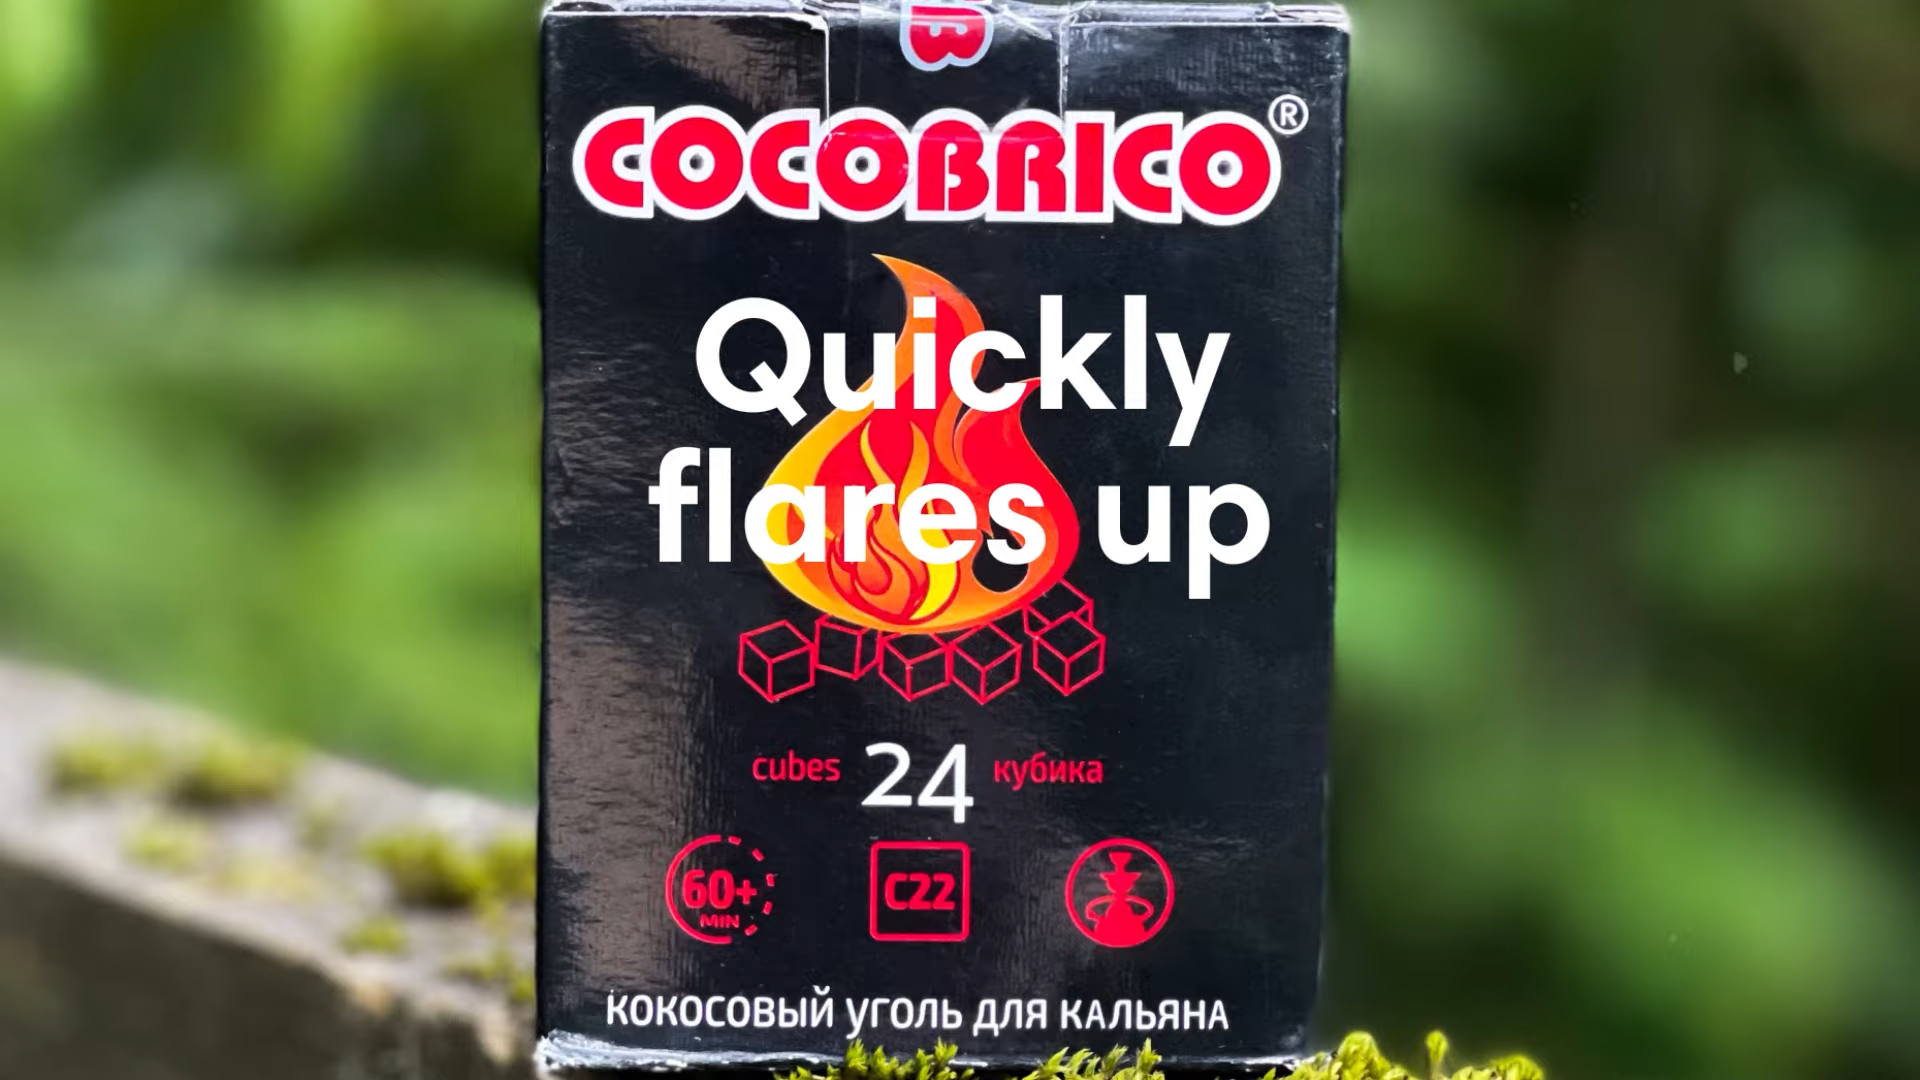 B
COCOBRICO®
Quickly
flares up
cubes 24 кубика
60+
MIN
C22
КОКОСОВЫЙ УГОЛЬ ДЛЯ КАЛЬЯНА